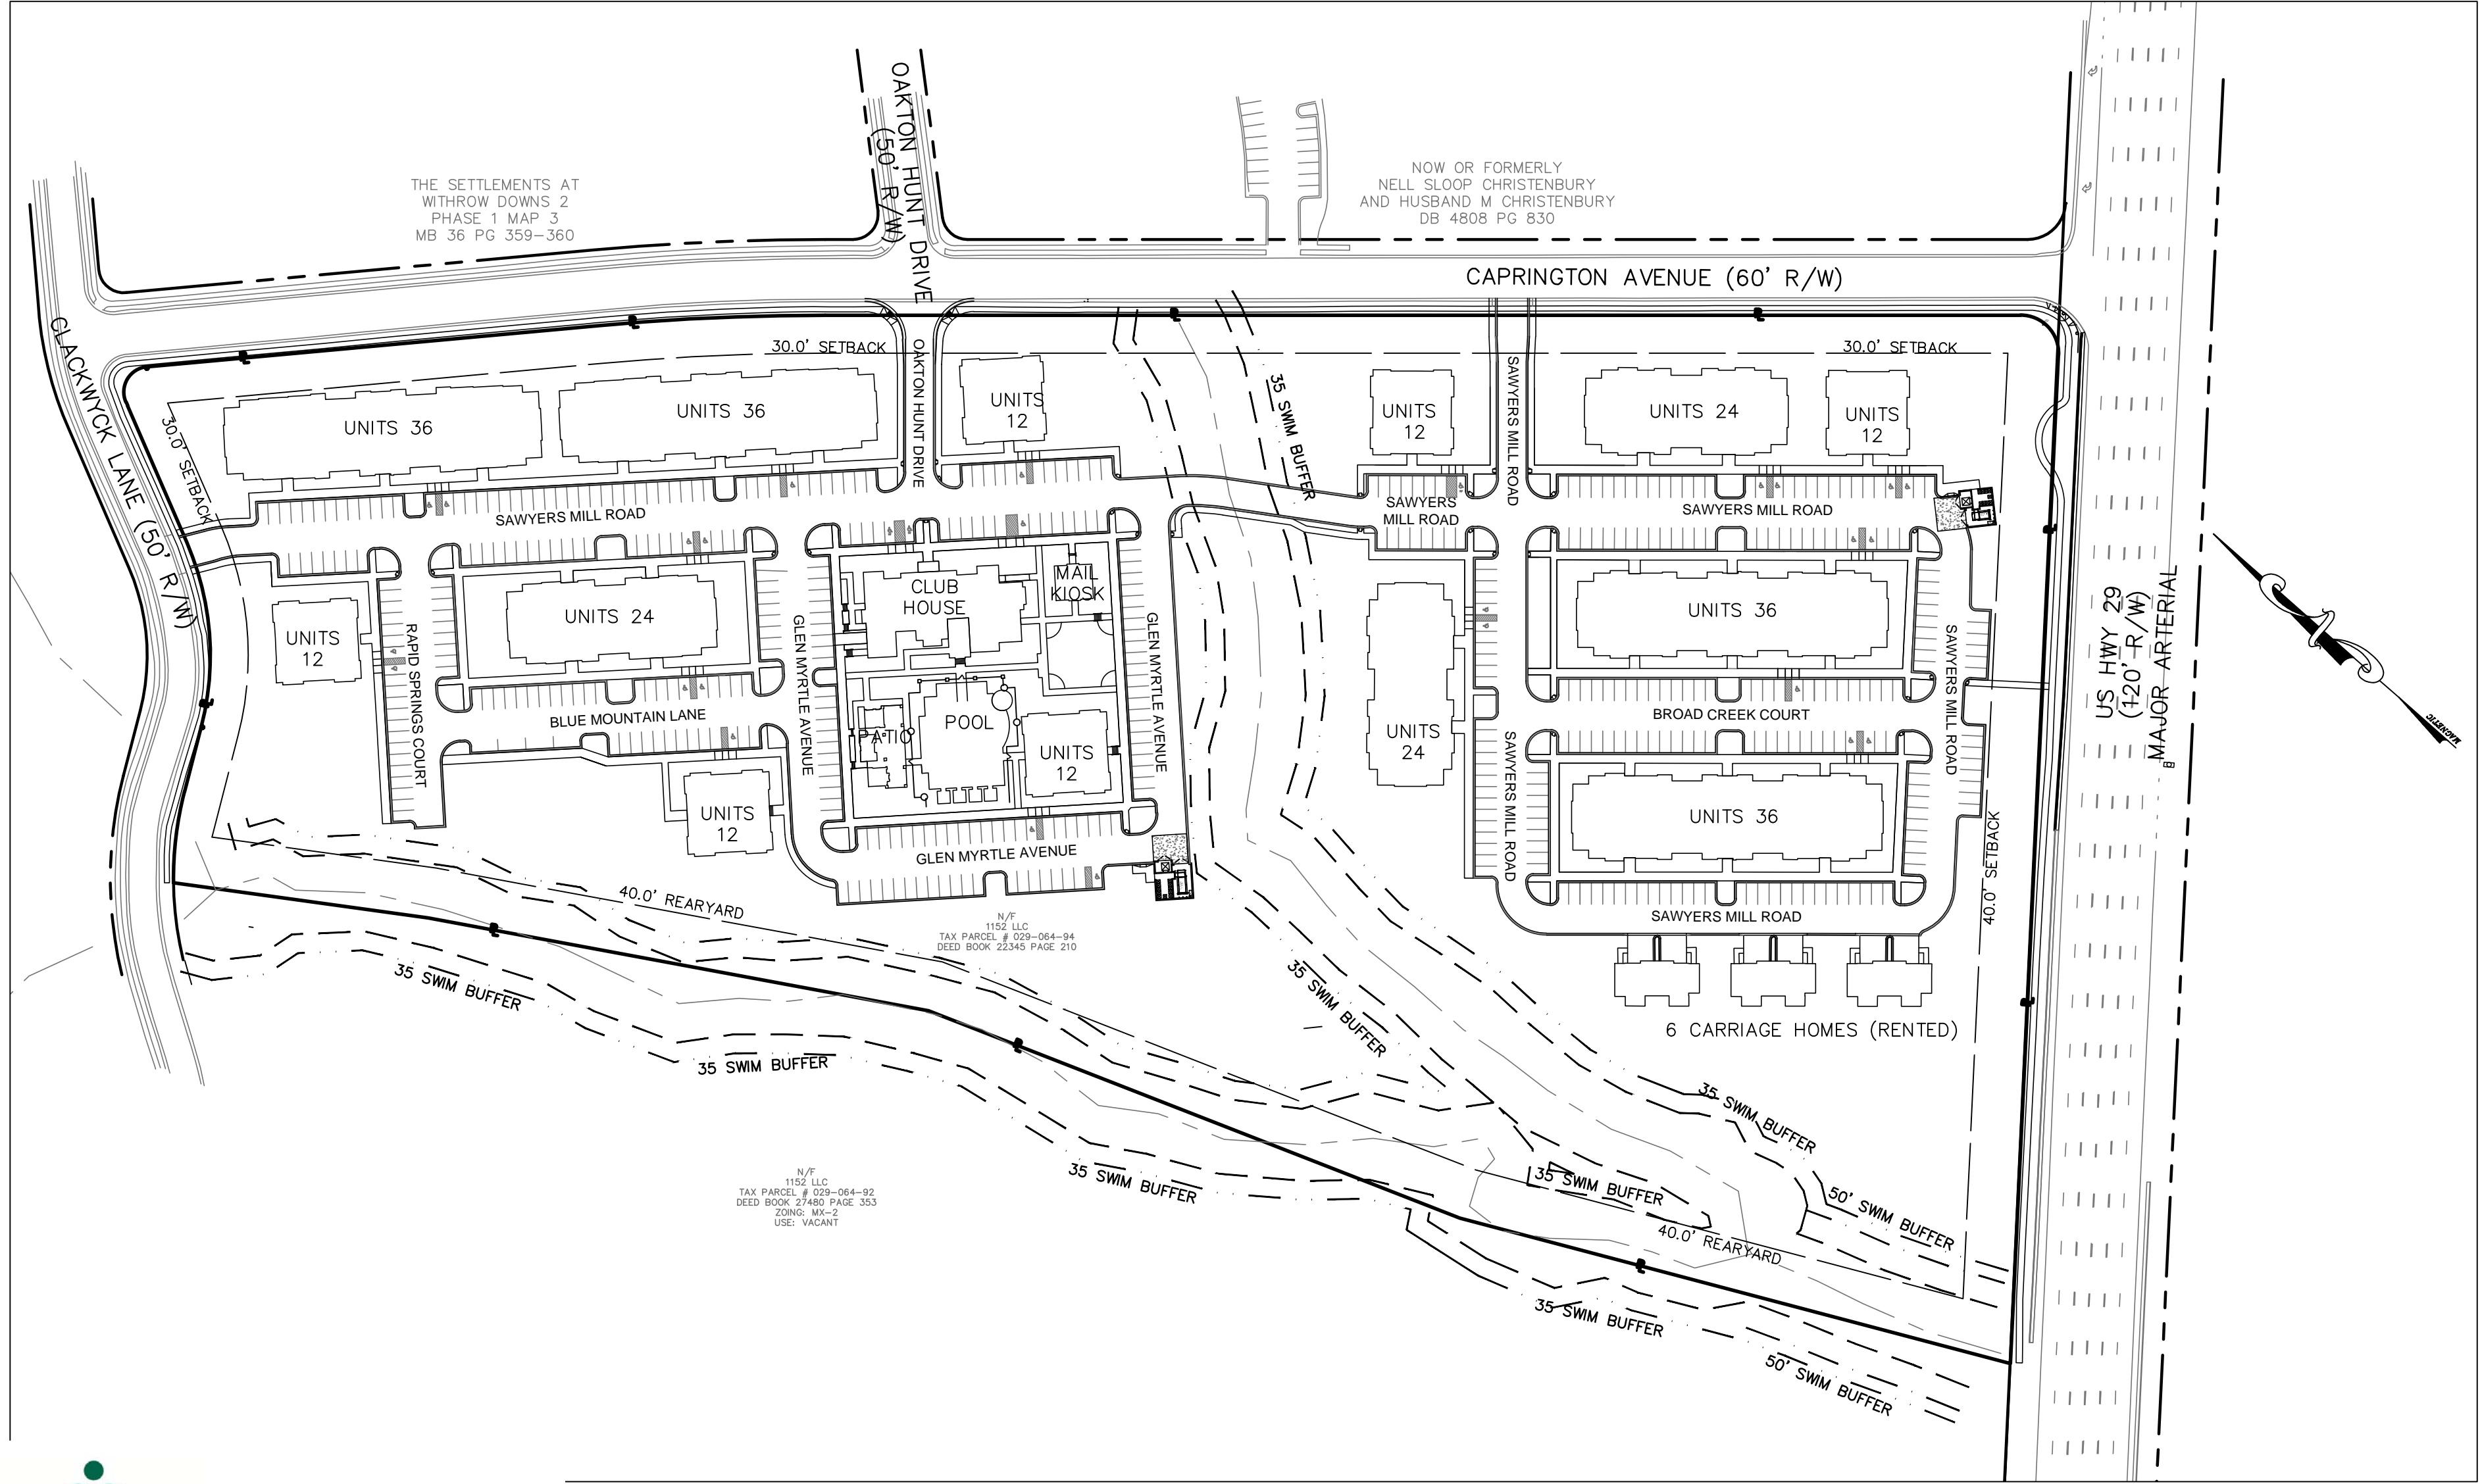 OAKTON HUNT DRIVE
(50' R/W)
THE SETTLEMENTS AT
WITHROW DOWNS 2
PHASE 1 MAP 3
MB 36 PG 359-360
NOW OR FORMERLY
NELL SLOOP CHRISTENBURY
AND HUSBAND M CHRISTENBURY
DB 4808 PG 830
CAPRINGTON AVENUE (60' R/W)
CLACKWYCK LANE (50' R/W)
30.0' SETBACK
30.0' SETBACK
30.0' SETBACK
OAKTON HUNT DRIVE
UNITS 36
UNITS 36
UNITS
12
35 SWIM BUFFER
UNITS
12
SAWYERS MILL ROAD
UNITS 24
UNITS
12
SAWYERS MILL ROAD
SAWYERS
MILL ROAD
SAWYERS MILL ROAD
UNITS
12
RAPID SPRINGS COURT
UNITS 24
GLEN MYRTLE AVENUE
CLUB
HOUSE
MAIL
KIOSK
GLEN MYRTLE AVENUE
UNITS 36
SAWYERS MILL ROAD
US HWY 29
(120' R/W)
MAJOR ARTERIAL
MAGNETIC
BLUE MOUNTAIN LANE
PATIO
POOL
UNITS
12
UNITS
24
SAWYERS MILL ROAD
BROAD CREEK COURT
UNITS
12
UNITS 36
40.0' SETBACK
GLEN MYRTLE AVENUE
40.0' REARYARD
N/F
1152 LLC
TAX PARCEL # 029-064-94
DEED BOOK 22345 PAGE 210
SAWYERS MILL ROAD
35 SWIM BUFFER
35 SWIM BUFFER
6 CARRIAGE HOMES (RENTED)
35 SWIM BUFFER
35 SWIM BUFFER
N/F
1152 LLC
TAX PARCEL # 029-064-92
DEED BOOK 27480 PAGE 353
ZOING: MX-2
USE: VACANT
35 SWIM BUFFER
35 SWIM BUFFER
50' SWIM BUFFER
40.0' REARYARD
35 SWIM BUFFER
50' SWIM BUFFER